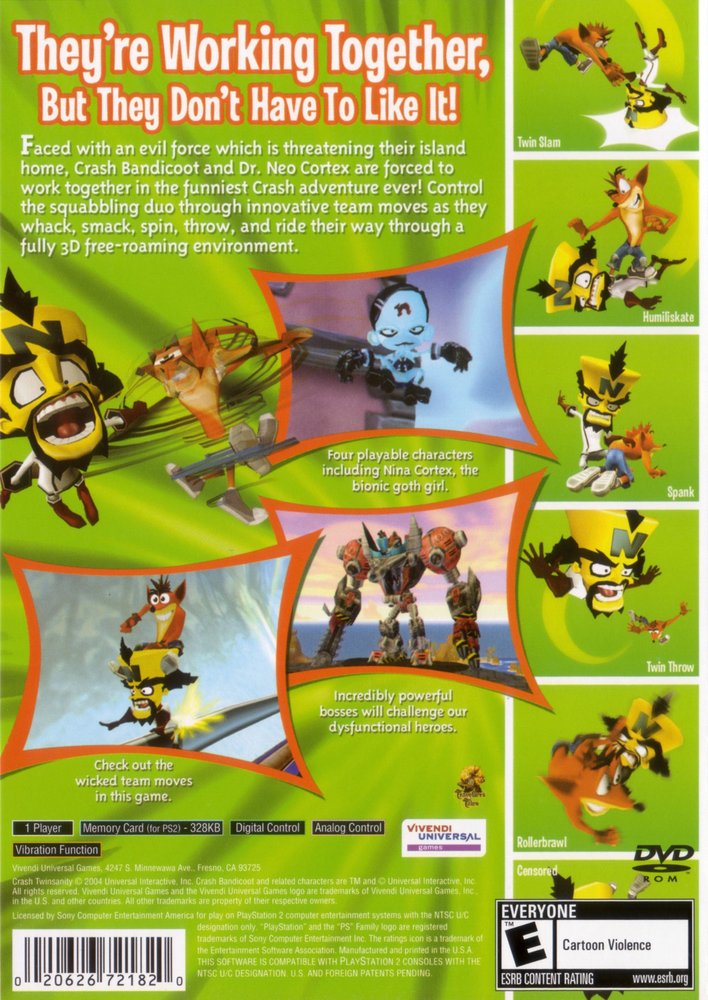 They're Working Together,
But They Don't Have To Like It!
Faced with an evil force which is threatening their island
home, Crash Bandicoot and Dr. Neo Cortex are forced to
work together in the funniest Crash adventure ever! Control
the squabbling duo through innovative team moves as they
whack, smack, spin, throw, and ride their way through a
fully 3D free-roaming environment.
Twin Slam
Humiliskate
N
Four playable characters
including Nina Cortex, the
bionic goth girl.
Spank
Twin Throw
Incredibly powerful
bosses will challenge our
dysfunctional heroes.
Check out the
wicked team moves
in this game.
Traveller's
Tales
Rollerbrawl
Censored
1 Player
Memory Card (for PS2) - 328KB
Digital Control
Analog Control
Vibration Function
VIVENDI
UNIVERSAL
games
DVD
ROM
Vivendi Universal Games, 4247 S. Minnewawa Ave., Fresno, CA 93725
Crash Twinsanity © 2004 Universal Interactive, Inc. Crash Bandicoot and related characters are TM and © Universal Interactive, Inc.
All rights reserved. Vivendi Universal Games and the Vivendi Universal Games logo are trademarks of Vivendi Universal Games, Inc.
in the U.S. and other countries. All other trademarks are property of their respective owners.
Licensed by Sony Computer Entertainment America for play on PlayStation 2 computer entertainment systems with the NTSC U/C
designation only. "PlayStation" and the "PS" Family logo are registered
trademarks of Sony Computer Entertainment Inc. The ratings icon is a trademark of
the Entertainment Software Association. Manufactured and printed in the U.S.A.
THIS SOFTWARE IS COMPATIBLE WITH PLAYSTATION 2 CONSOLES WITH THE
NTSC U/C DESIGNATION. U.S. AND FOREIGN PATENTS PENDING.
0 20626 72182 0
EVERYONE
E
TM
Cartoon Violence
ESRB CONTENT RATING www.esrb.org